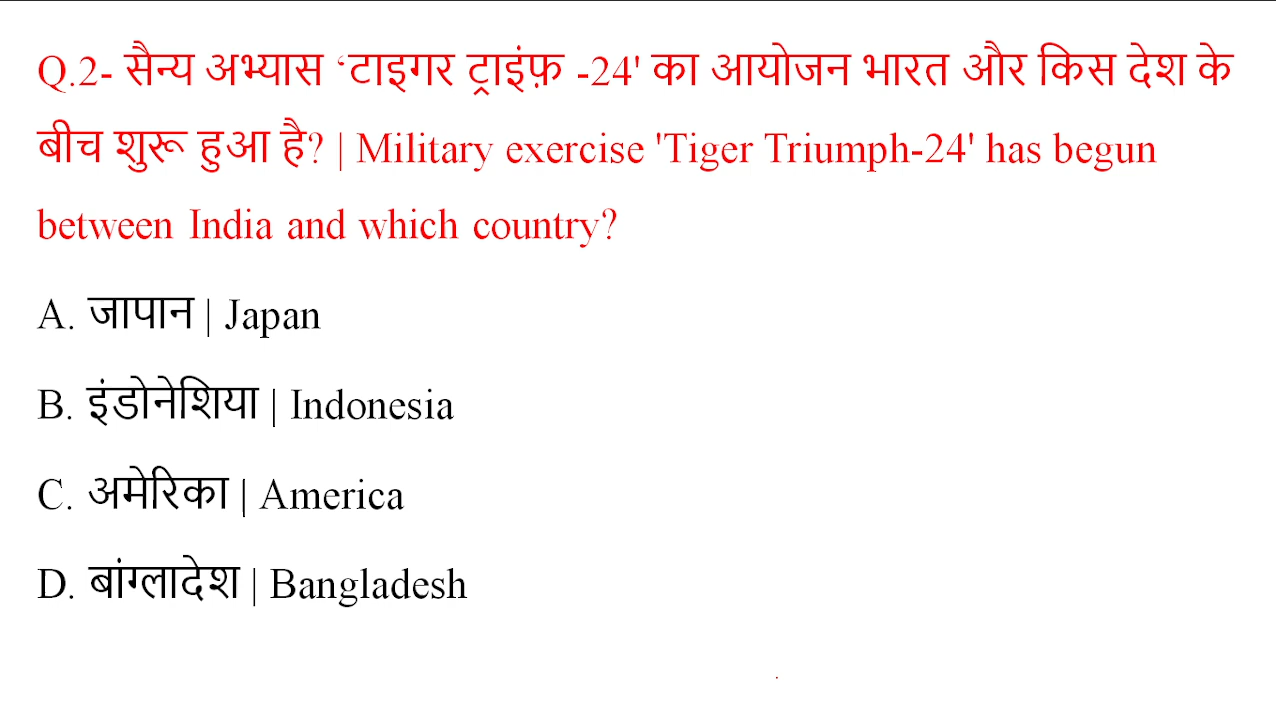 Q.2- सैन्य अभ्यास ‘टाइगर ट्राइंफ़ -24' का आयोजन भारत और किस देश के
बीच शुरू हुआ है? | Military exercise 'Tiger Triumph-24' has begun
between India and which country?
A. जापान | Japan
B. इंडोनेशिया | Indonesia
C. अमेरिका | America
D. बांग्लादेश | Bangladesh